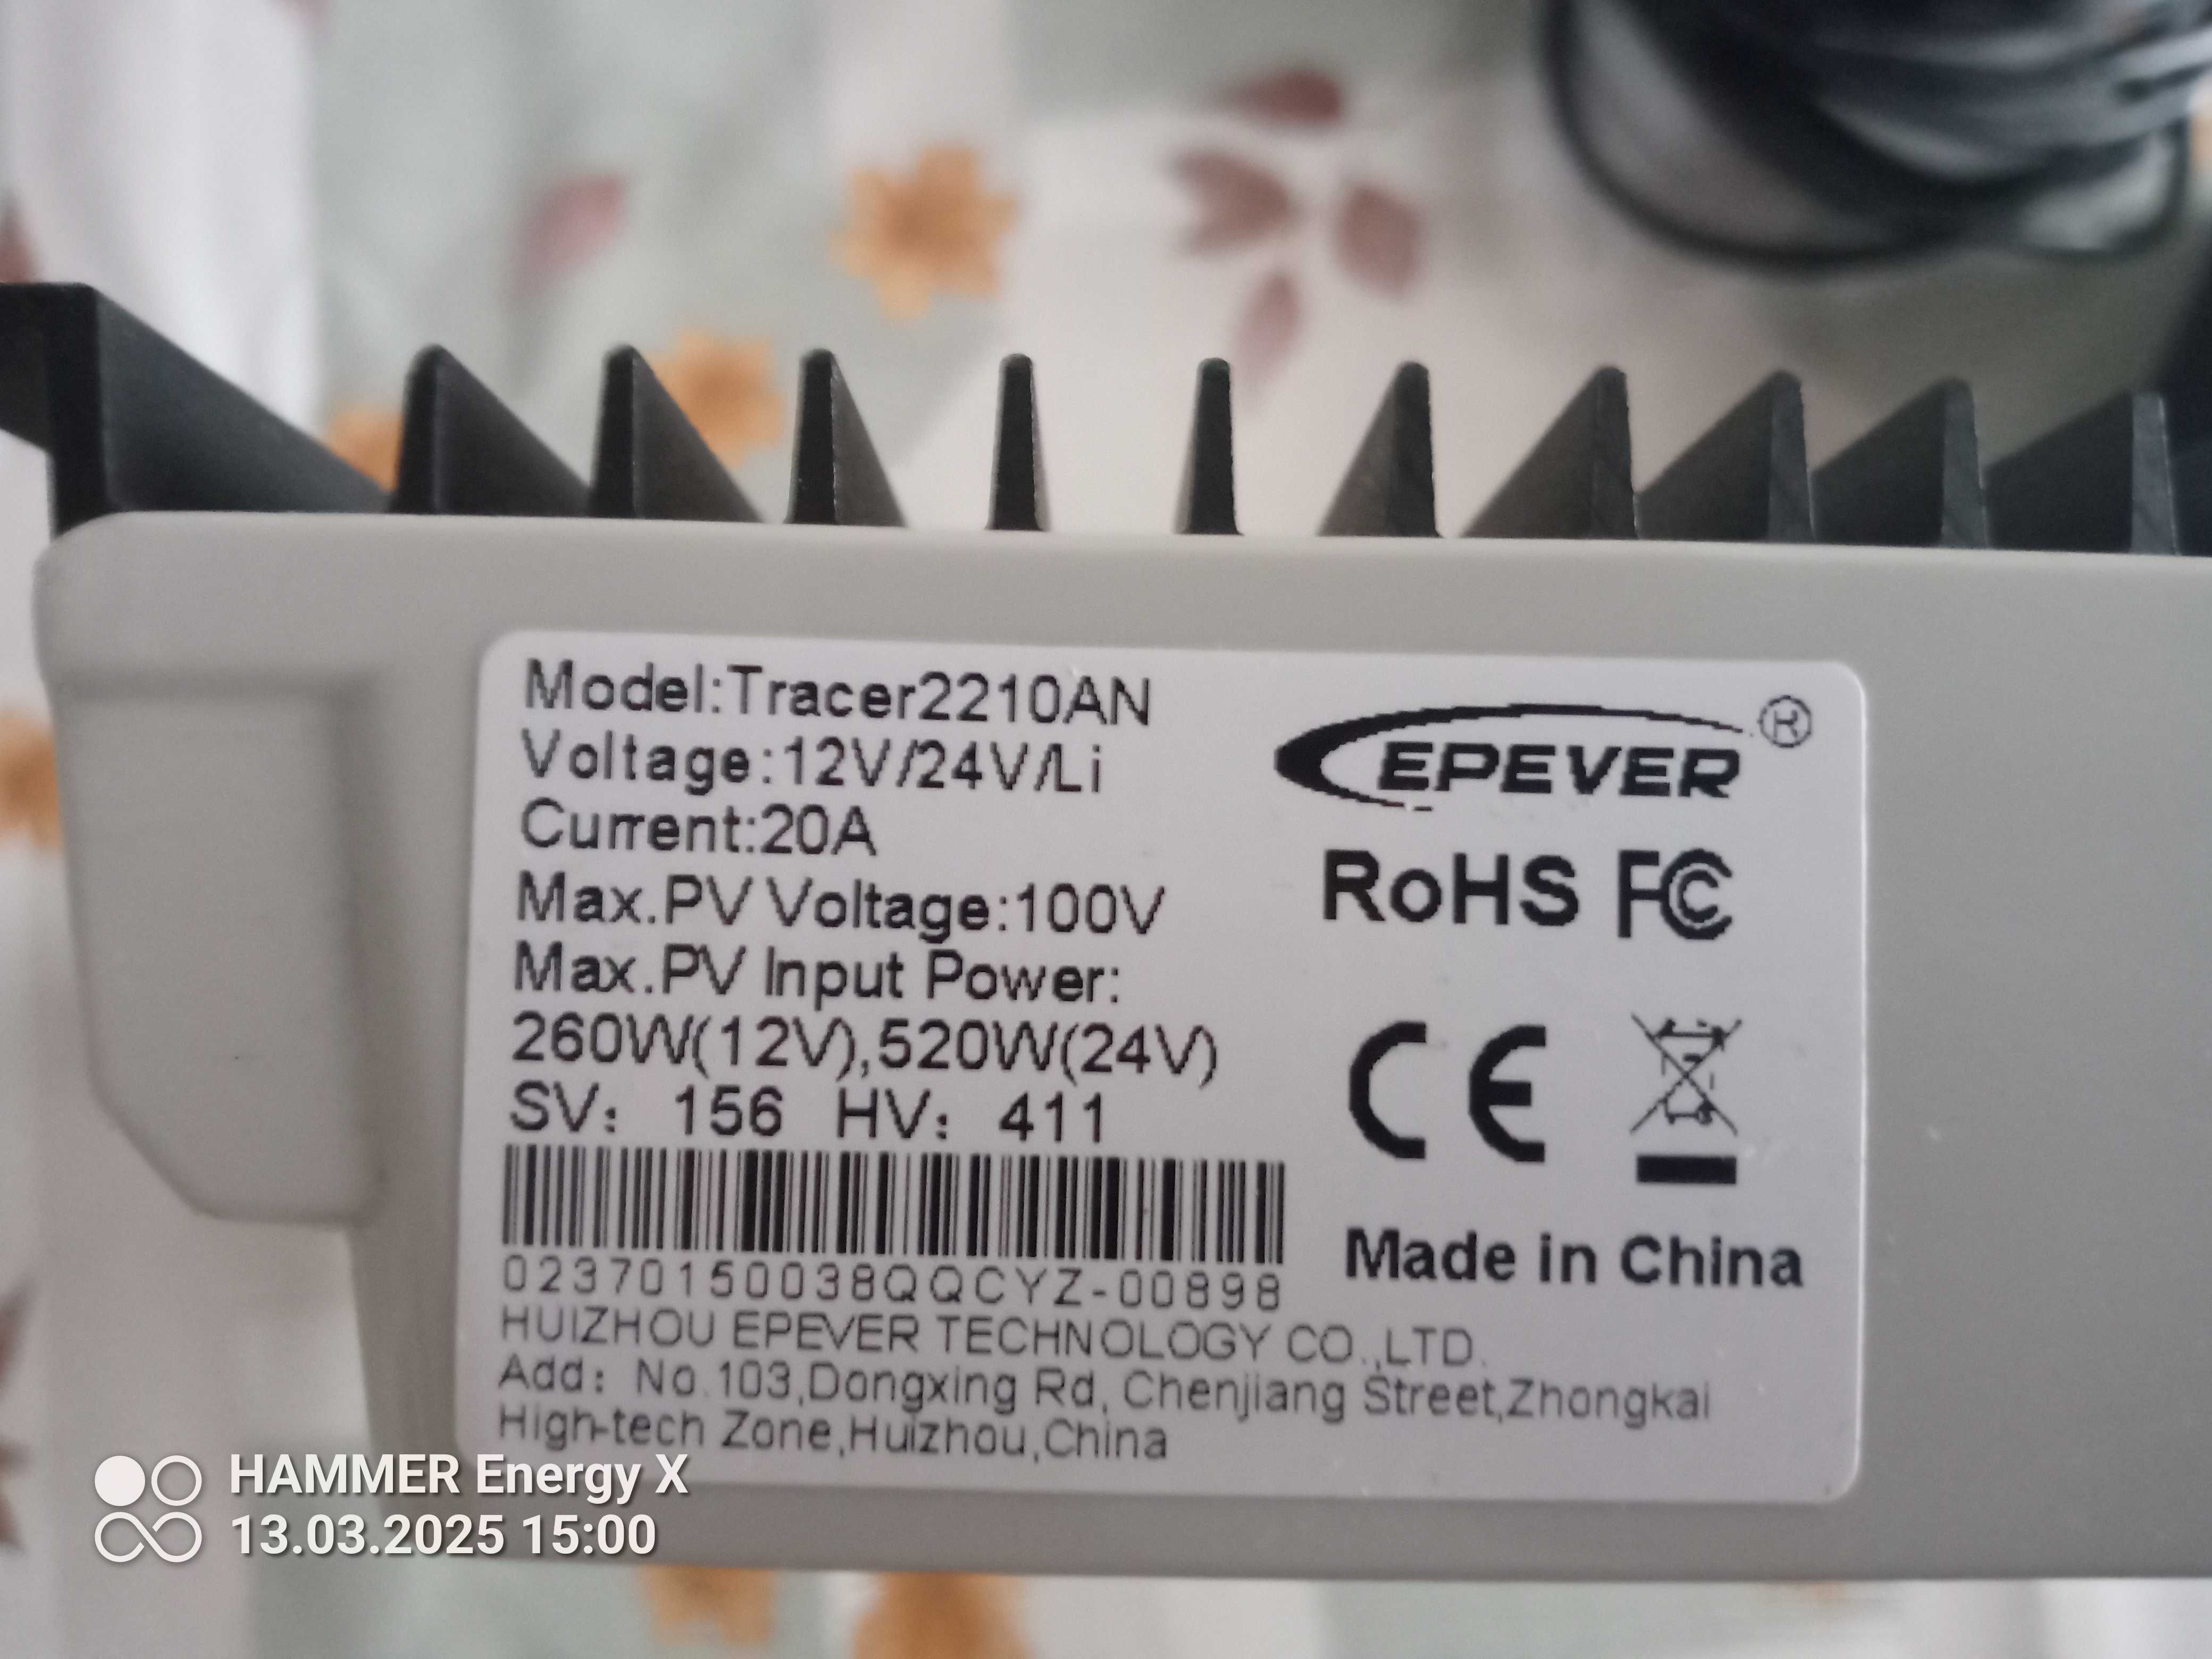 Model:Tracer2210AN
Voltage:12V/24V/Li
Current:20A
Max.PV Voltage:100V
Max.PV Input Power:
260W(12V),520W(24V)
SV: 156 HV: 411
02370150038QQCYZ-00898
HUIZHOU EPEVER TECHNOLOGY CO.,LTD.
Add: No.103,Dongxing Rd, Chenjiang Street,Zhongkai
High-tech Zone,Huizhou,China
EPEVER®
RoHS FC
CE
Made in China
HAMMER Energy X
13.03.2025 15:00